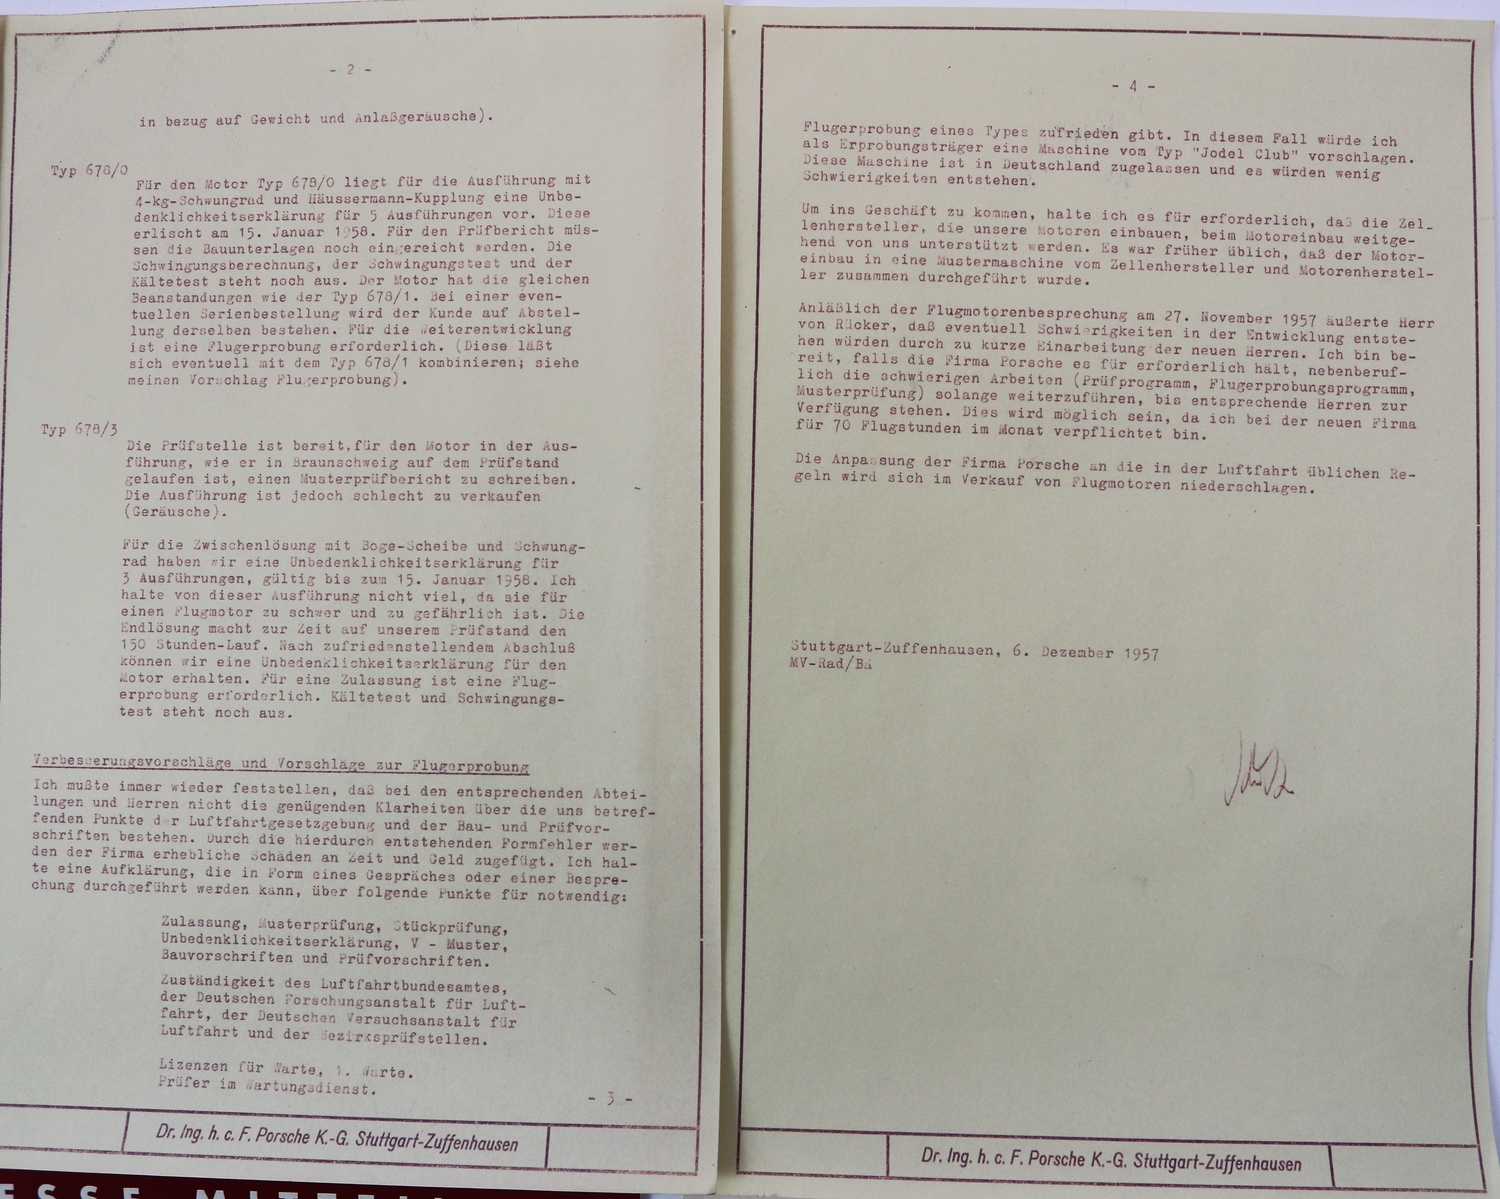 - 2 -
in bezug auf Gewicht und Anlaßgeräusche).
Typ 678/0
Für den Motor Typ 678/0 liegt für die Ausführung mit
4-kg-Schwungrad und Häussermann-Kupplung eine Unbe-
denklichkeitserklärung für 5 Ausführungen vor. Diese
erlischt am 15. Januar 1958. Für den Prüfbericht müs-
sen die Bauunterlagen noch eingereicht werden. Die
Schwingungsberechnung, der Schwingungstest und der
Kältetest steht noch aus. Der Motor hat die gleichen
Beanstandungen wie der Typ 678/1. Bei einer even-
tuellen Serienbestellung wird der Kunde auf Abstel-
lung derselben bestehen. Für die Weiterentwicklung
ist eine Flugerprobung erforderlich. (Diese läßt
sich eventuell mit dem Typ 678/1 kombinieren; siehe
meinen Vorschlag Flugerprobung).
Typ 678/3
Die Prüfstelle ist bereit, für den Motor in der Aus-
führung, wie er in Braunschweig auf dem Prüfstand
gelaufen ist, einen Musterprüfbericht zu schreiben.
Die Ausführung ist jedoch schlecht zu verkaufen
(Geräusche).
Für die Zwischenlösung mit Boge-Scheibe und Schwung-
rad haben wir eine Unbedenklichkeitserklärung für
3 Ausführungen, gültig bis zum 15. Januar 1958. Ich
halte von dieser Ausführung nicht viel, da sie für
einen Flugmotor zu schwer und zu gefährlich ist. Die
Endlösung macht zur Zeit auf unserem Prüfstand den
150 Stunden-Lauf. Nach zufriedenstellendem Abschluß
können wir eine Unbedenklichkeitserklärung für den
Motor erhalten. Für eine Zulassung ist eine Flug-
erprobung erforderlich. Kältetest und Schwingungs-
test steht noch aus.
Verbesserungsvorschläge und Vorschläge zur Flugerprobung
Ich mußte immer wieder feststellen, daß bei den entsprechenden Abtei-
lungen und Herren nicht die genügenden Klarheiten über die uns betref-
fenden Punkte der Luftfahrtgesetzgebung und der Bau- und Prüfvor-
schriften bestehen. Durch die hierdurch entstehenden Formfehler wer-
den der Firma erhebliche Schäden an Zeit und Geld zugefügt. Ich hal-
te eine Aufklärung, die in Form eines Gespräches oder einer Bespre-
chung durchgeführt werden kann, über folgende Punkte für notwendig:
Zulassung, Musterprüfung, Stückprüfung,
Unbedenklichkeitserklärung, V - Muster,
Bauvorschriften und Prüfvorschriften.
Zuständigkeit des Luftfahrtbundesamtes,
der Deutschen Forschungsanstalt für Luft-
fahrt, der Deutschen Versuchsanstalt für
Luftfahrt und der Bezirksprüfstellen.
Lizenzen für Warte, 1. Warte.
Prüfer im Wartungsdienst.
- 3 -
Dr. Ing. h. c. F. Porsche K.-G. Stuttgart-Zuffenhausen
- 4 -
Flugerprobung eines Types zufrieden gibt. In diesem Fall würde ich
als Erprobungsträger eine Maschine vom Typ "Jodel Club" vorschlagen.
Diese Maschine ist in Deutschland zugelassen und es würden wenig
Schwierigkeiten entstehen.
Um ins Geschäft zu kommen, halte ich es für erforderlich, daß die Zel-
lenhersteller, die unsere Motoren einbauen, beim Motoreinbau weitge-
hend von uns unterstützt werden. Es war früher üblich, daß der Motor-
einbau in eine Mustermaschine vom Zellenhersteller und Motorenherstel-
ler zusammen durchgeführt wurde.
Anläßlich der Flugmotorenbesprechung am 27. November 1957 äußerte Herr
von Rücker, daß eventuell Schwierigkeiten in der Entwicklung entste-
hen würden durch zu kurze Einarbeitung der neuen Herren. Ich bin be-
reit, falls die Firma Porsche es für erforderlich hält, nebenberuf-
lich die schwierigen Arbeiten (Prüfprogramm, Flugerprobungsprogramm,
Musterprüfung) solange weiterzuführen, bis entsprechende Herren zur
Verfügung stehen. Dies wird möglich sein, da ich bei der neuen Firma
für 70 Flugstunden im Monat verpflichtet bin.
Die Anpassung der Firma Porsche an die in der Luftfahrt üblichen Re-
geln wird sich im Verkauf von Flugmotoren niederschlagen.
Stuttgart-Zuffenhausen, 6. Dezember 1957
MV-Rad/Bä
Dr. Ing. h. c. F. Porsche K.-G. Stuttgart-Zuffenhausen